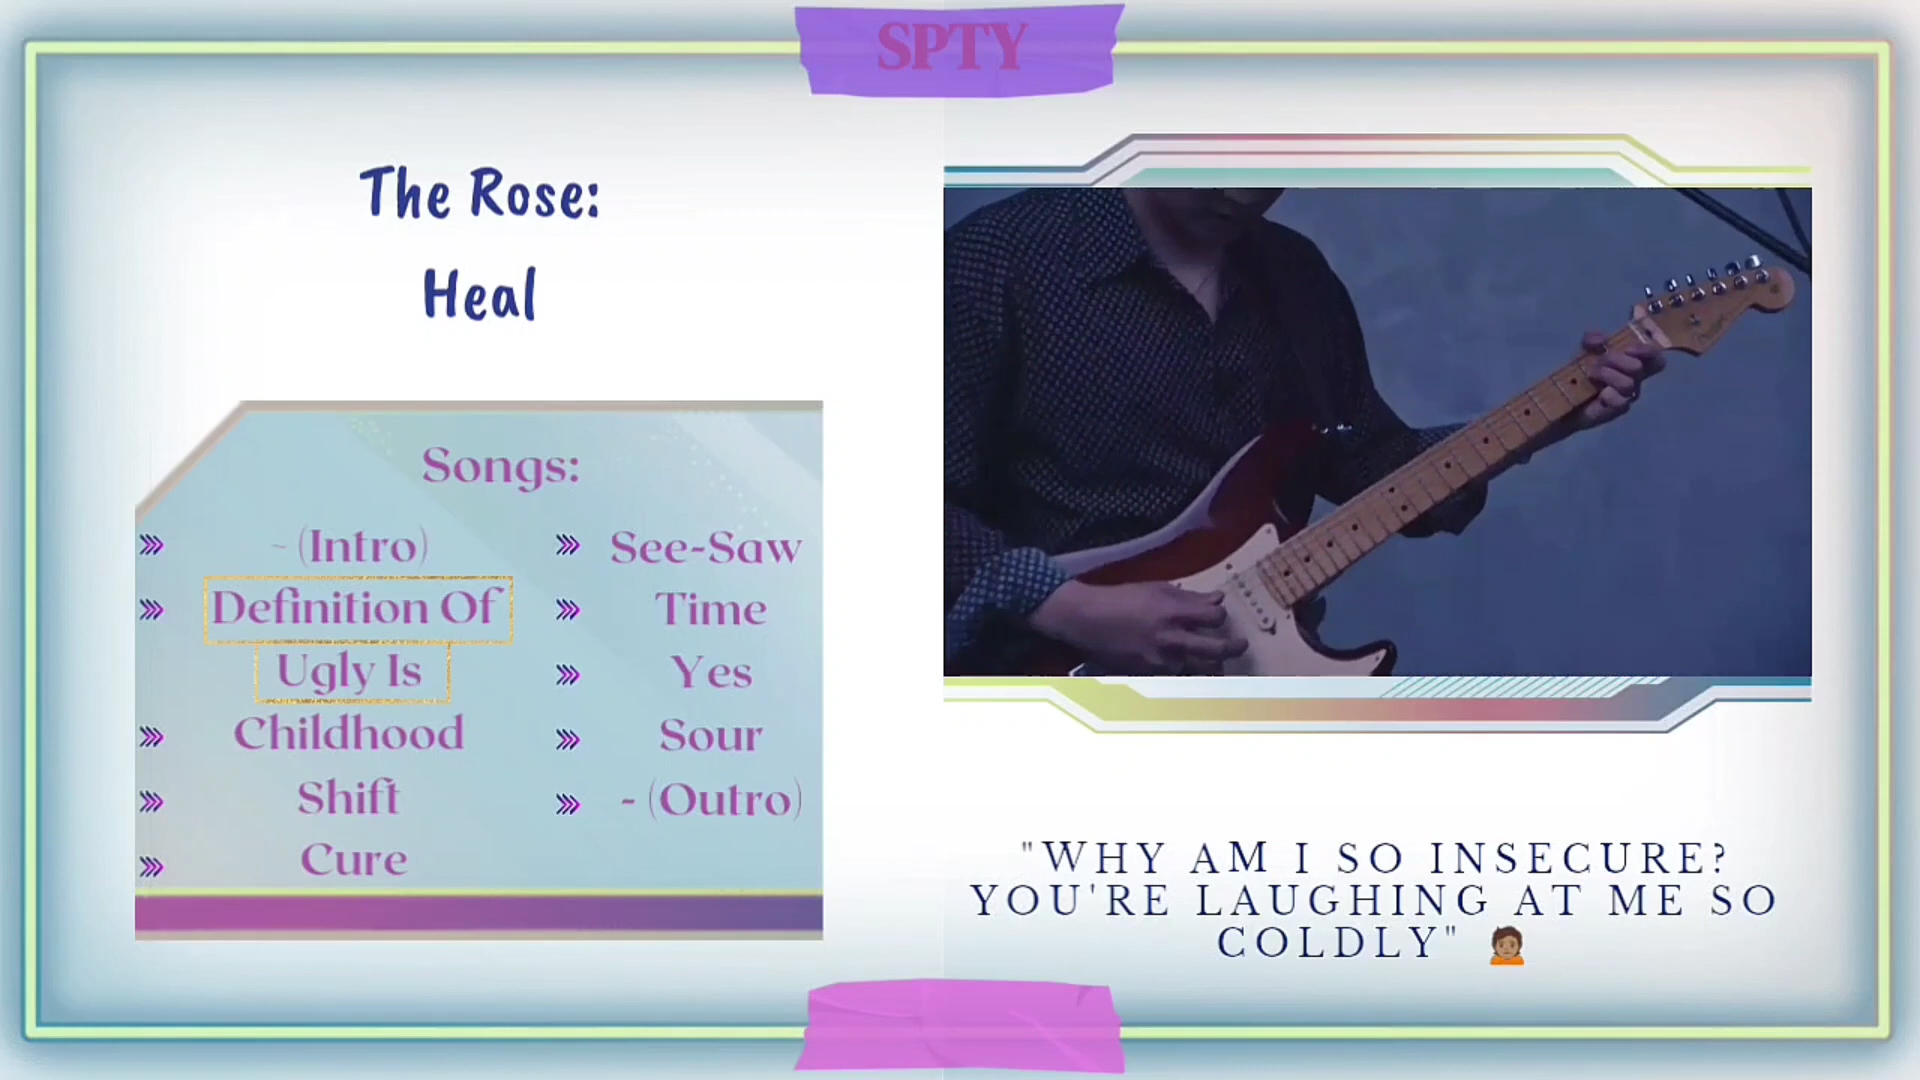 SPTY
The Rose:
Heal
Songs:
~ (Intro)
Definition Of
Ugly Is
Childhood
Shift
Cure
See-Saw
Time
Yes
Sour
- (Outro)
"WHY AM I SO INSECURE?
YOU'RE LAUGHING AT ME SO
COLDLY" 🙍🏽